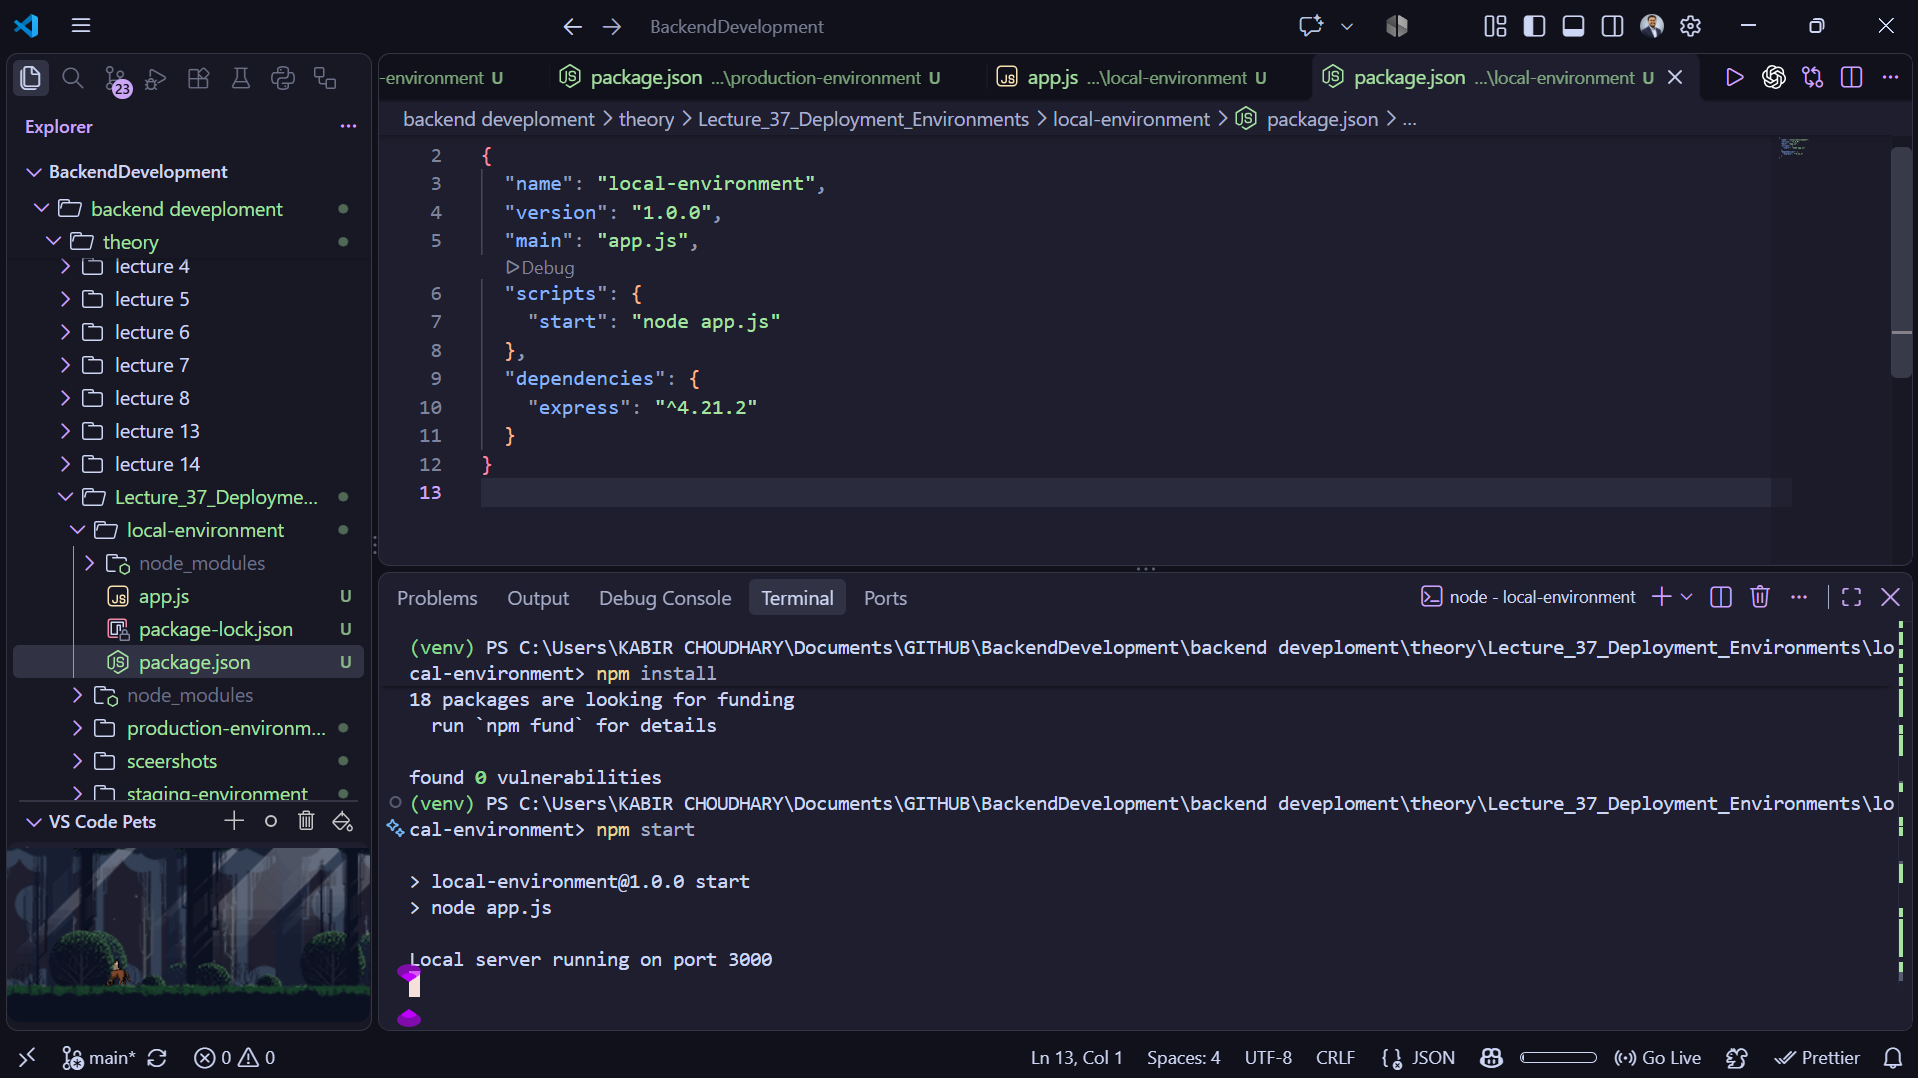 BackendDevelopment
23
-environment U
package.json ...\production-environment U
app.js ...\local-environment U
package.json ...\local-environment U
Explorer
backend deveploment > theory > Lecture_37_Deployment_Environments > local-environment > package.json > ...
BackendDevelopment
backend deveploment
theory
lecture 4
lecture 5
lecture 6
lecture 7
lecture 8
lecture 13
lecture 14
Lecture_37_Deployme...
local-environment
node_modules
app.js U
package-lock.json U
package.json U
node_modules
production-environm...
sceershots
staging-environment
VS Code Pets
2 {
3 "name": "local-environment",
4 "version": "1.0.0",
5 "main": "app.js",
Debug
6 "scripts": {
7 "start": "node app.js"
8 },
9 "dependencies": {
10 "express": "^4.21.2"
11 }
12 }
13
Problems Output Debug Console Terminal Ports
node - local-environment
(venv) PS C:\Users\KABIR CHOUDHARY\Documents\GITHUB\BackendDevelopment\backend deveploment\theory\Lecture_37_Deployment_Environments\lo
cal-environment> npm install
18 packages are looking for funding
run `npm fund` for details
found 0 vulnerabilities
(venv) PS C:\Users\KABIR CHOUDHARY\Documents\GITHUB\BackendDevelopment\backend deveploment\theory\Lecture_37_Deployment_Environments\lo
cal-environment> npm start
> local-environment@1.0.0 start
> node app.js
Local server running on port 3000
main* 0 0 Ln 13, Col 1 Spaces: 4 UTF-8 CRLF {} JSON Go Live Prettier